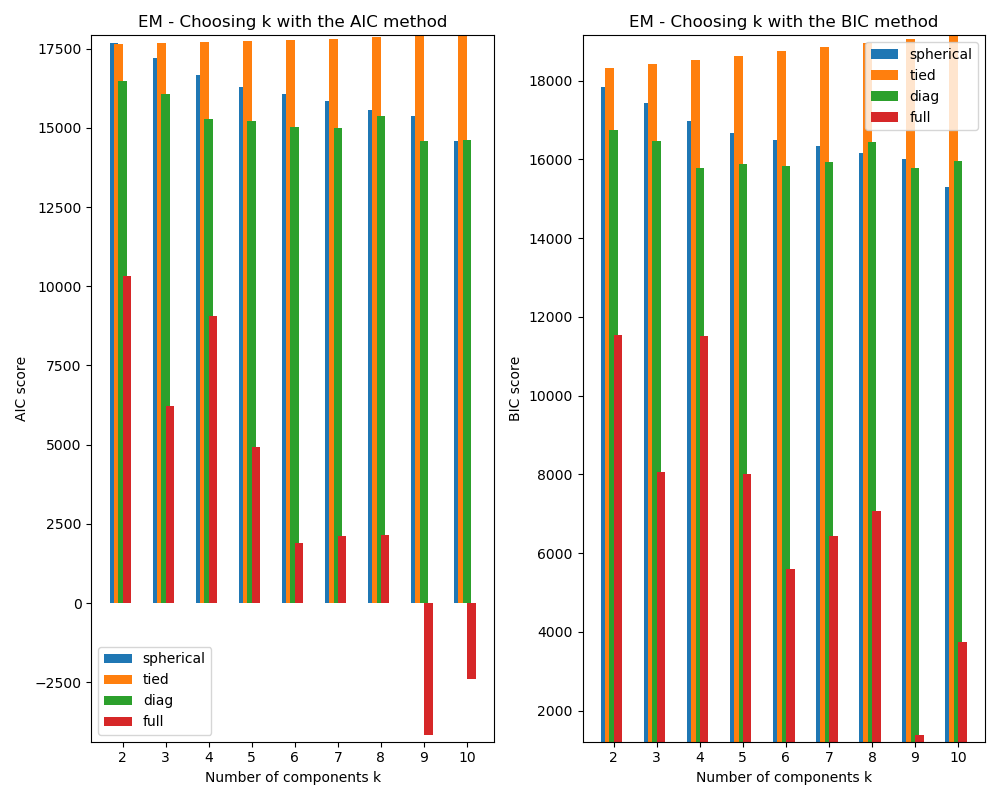 EM - Choosing k with the AIC method
17500
15000
12500
10000
7500
5000
2500
0
−2500
AIC score
spherical
tied
diag
full
2 3 4 5 6 7 8 9 10
Number of components k
EM - Choosing k with the BIC method
18000
16000
14000
12000
10000
8000
6000
4000
2000
BIC score
spherical
tied
diag
full
2 3 4 5 6 7 8 9 10
Number of components k